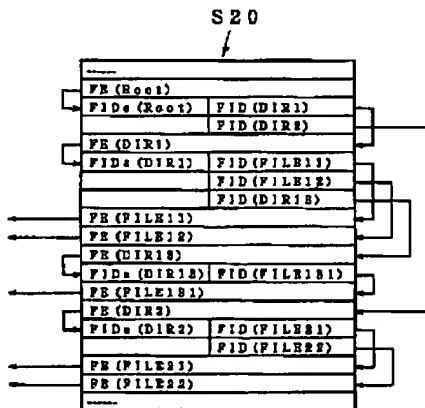 S20
FE(Root)
FIDs(Root) FID(DIR1)
FID(DIR2)
FE(DIR1)
FIDs(DIR1) FID(FILE11)
FID(FILE12)
FID(DIR13)
FE(FILE11)
FE(FILE12)
FE(DIR13)
FIDs(DIR13) FID(FILE131)
FE(FILE131)
FE(DIR2)
FIDs(DIR2) FID(FILE21)
FID(FILE22)
FE(FILE21)
FE(FILE22)